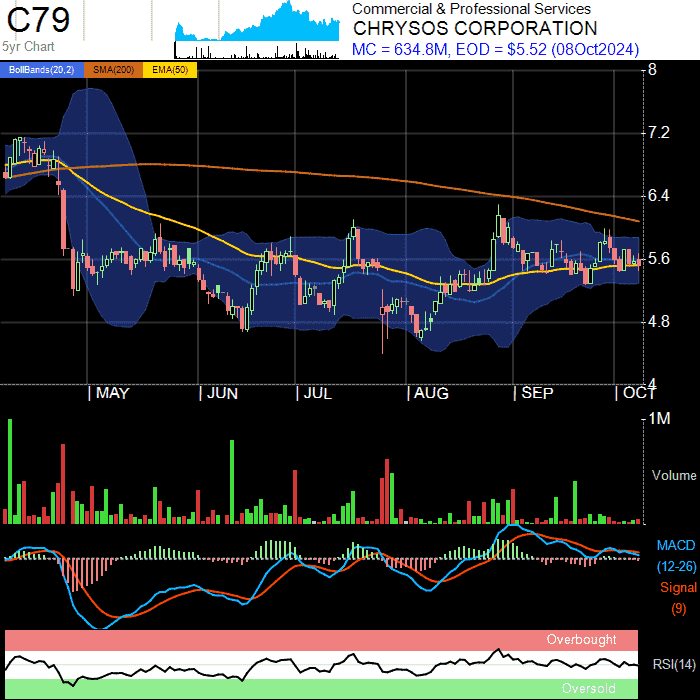 C79
5yr Chart
Commercial & Professional Services
CHRYSOS CORPORATION
MC = 634.8M, EOD = $5.52 (08Oct2024)
BollBands(20,2) SMA(200) EMA(50)
8
7.2
6.4
5.6
4.8
4
MAY JUN JUL AUG SEP OCT
1M
Volume
MACD
(12-26)
Signal
(9)
Overbought
RSI(14)
Oversold